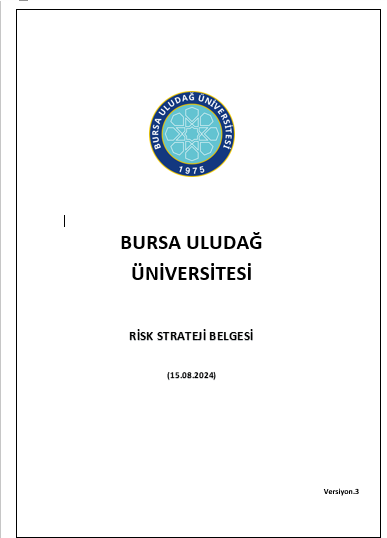 BURSA ULUDAĞ ÜNİVERSİTESİ
1975
BURSA ULUDAĞ
ÜNİVERSİTESİ
RİSK STRATEJİ BELGESİ
(15.08.2024)
Versiyon.3